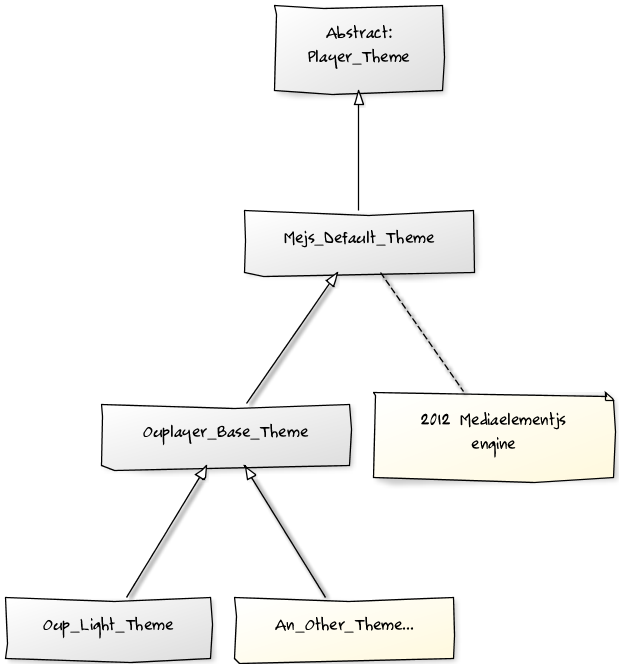 Abstract:
Player_Theme
Mejs_Default_Theme
Ouplayer_Base_Theme
2012 Mediaelementjs
engine
Oup_Light_Theme
An_Other_Theme...